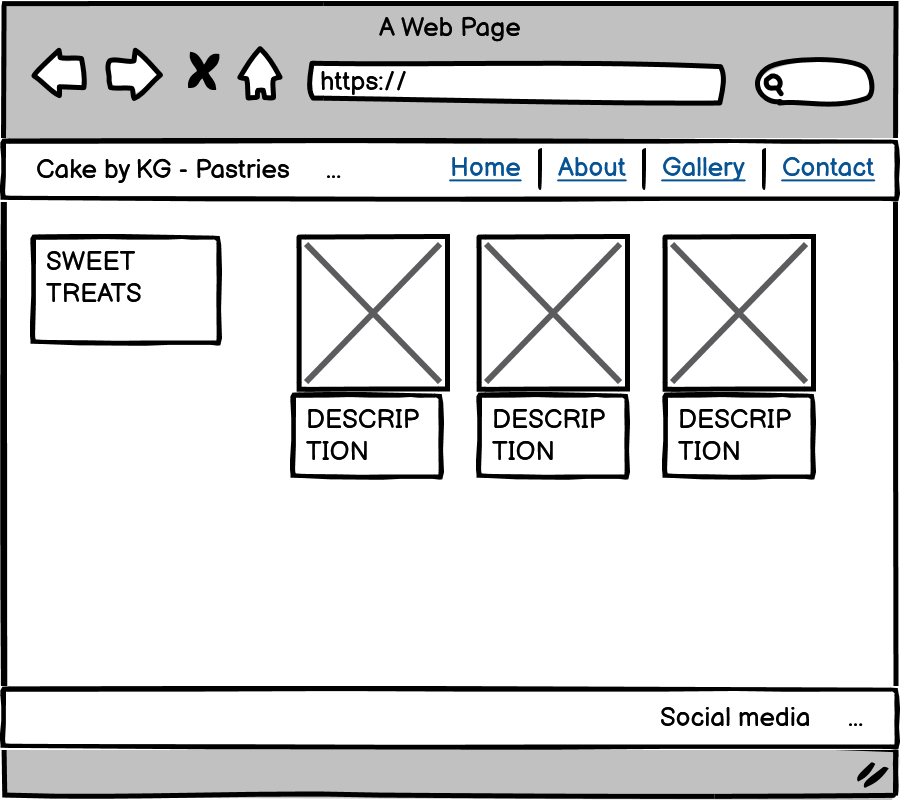 A Web Page
https://
Cake by KG - Pastries ... Home About Gallery Contact
SWEET
TREATS
DESCRIP
TION
DESCRIP
TION
DESCRIP
TION
Social media ...